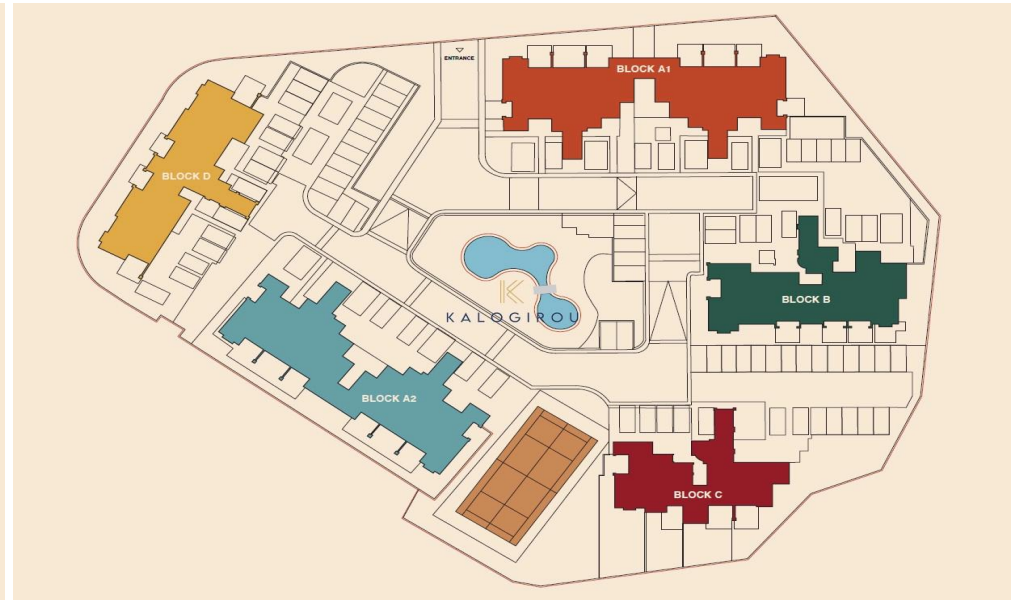 ENTRANCE
BLOCK A1
BLOCK D
BLOCK B
K
KALOGIROU
BLOCK A2
BLOCK C